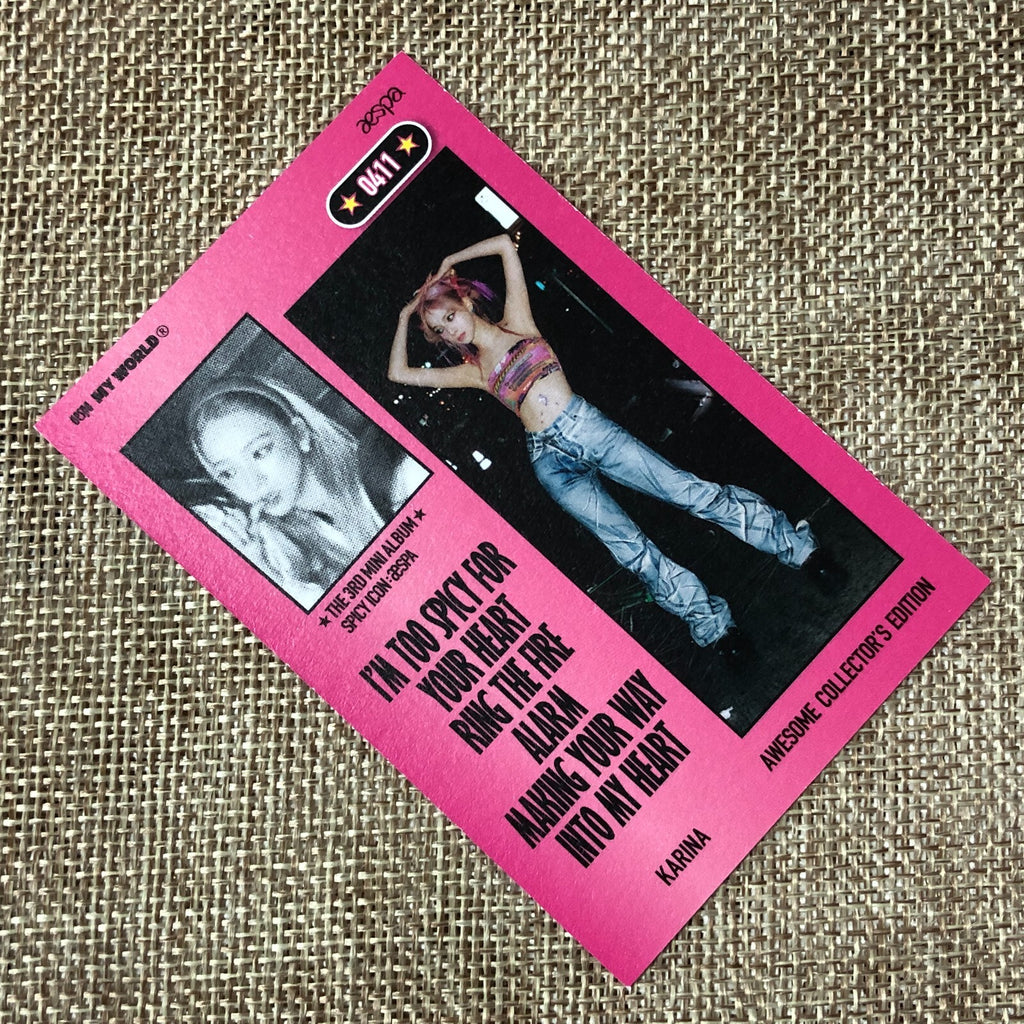 aespa
★ 0411 ★
MY WORLD®
★ THE 3RD MINI ALBUM ★
SPICY ICON: ÆSPA
I'M TOO SPICY FOR
YOUR HEART
RING THE FIRE
ALARM
MAKING YOUR WAY
INTO MY HEART
KARINA
AWESOME COLLECTOR'S EDITION